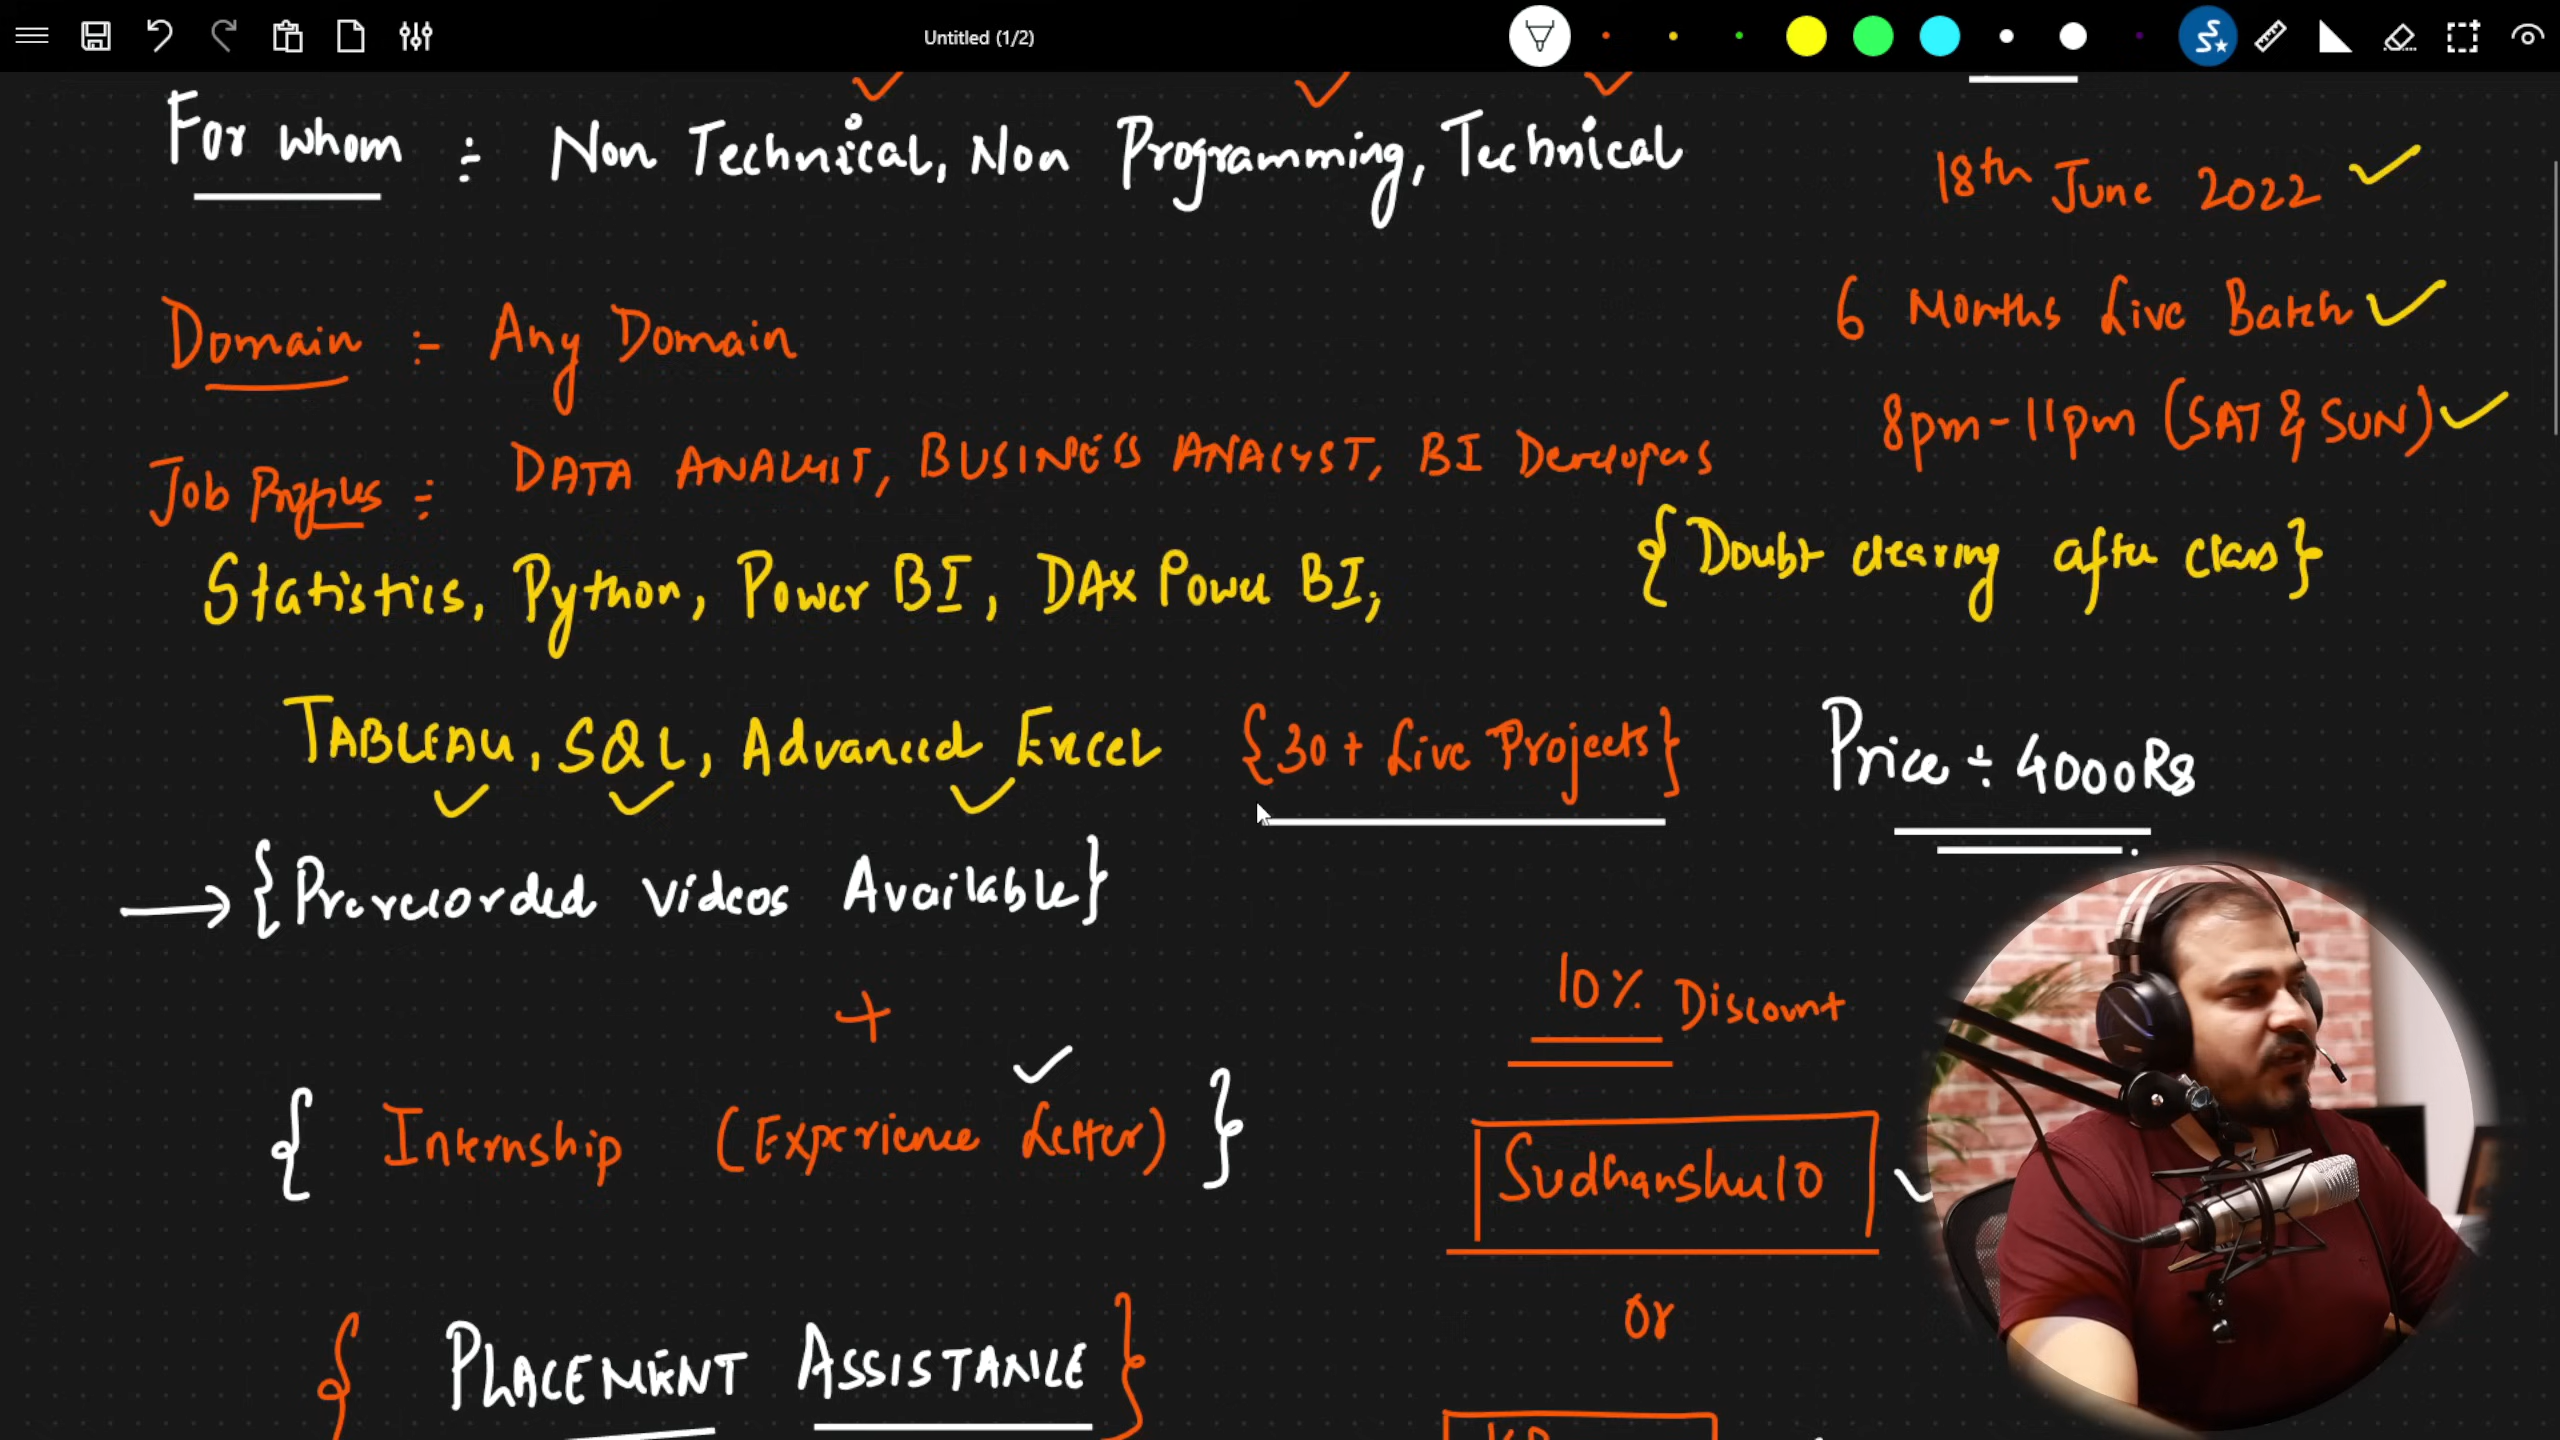 Untitled (1/2)
For whom :- Non Technical, Non Programming, Technical
18th June 2022
6 Months Live Batch
Domain :- Any Domain
8pm-11pm (SAT & SUN)
Job Profiles :- DATA ANALYST, BUSINESS ANALYST, BI Developers
{Doubt clearing after class}
Statistics, Python, Power BI, DAX Power BI,
TABLEAU, SQL, Advanced Excel {30+ Live Projects}
Price :- 4000Rs
→ {Prerecorded videos Available}
+
10% Discount
{ Internship (Experience Letter) }
Sudhanshu10
or
{ PLACEMENT ASSISTANCE }